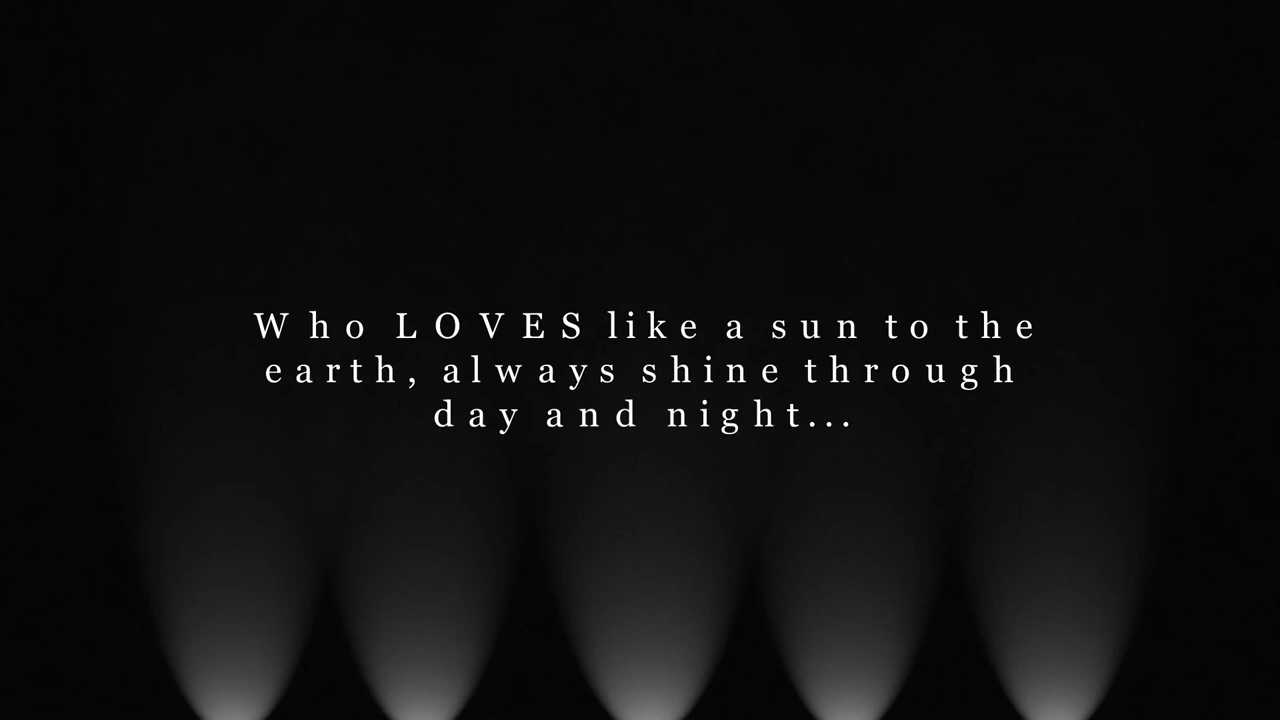 Who LOVES like a sun to the
earth, always shine through
day and night...